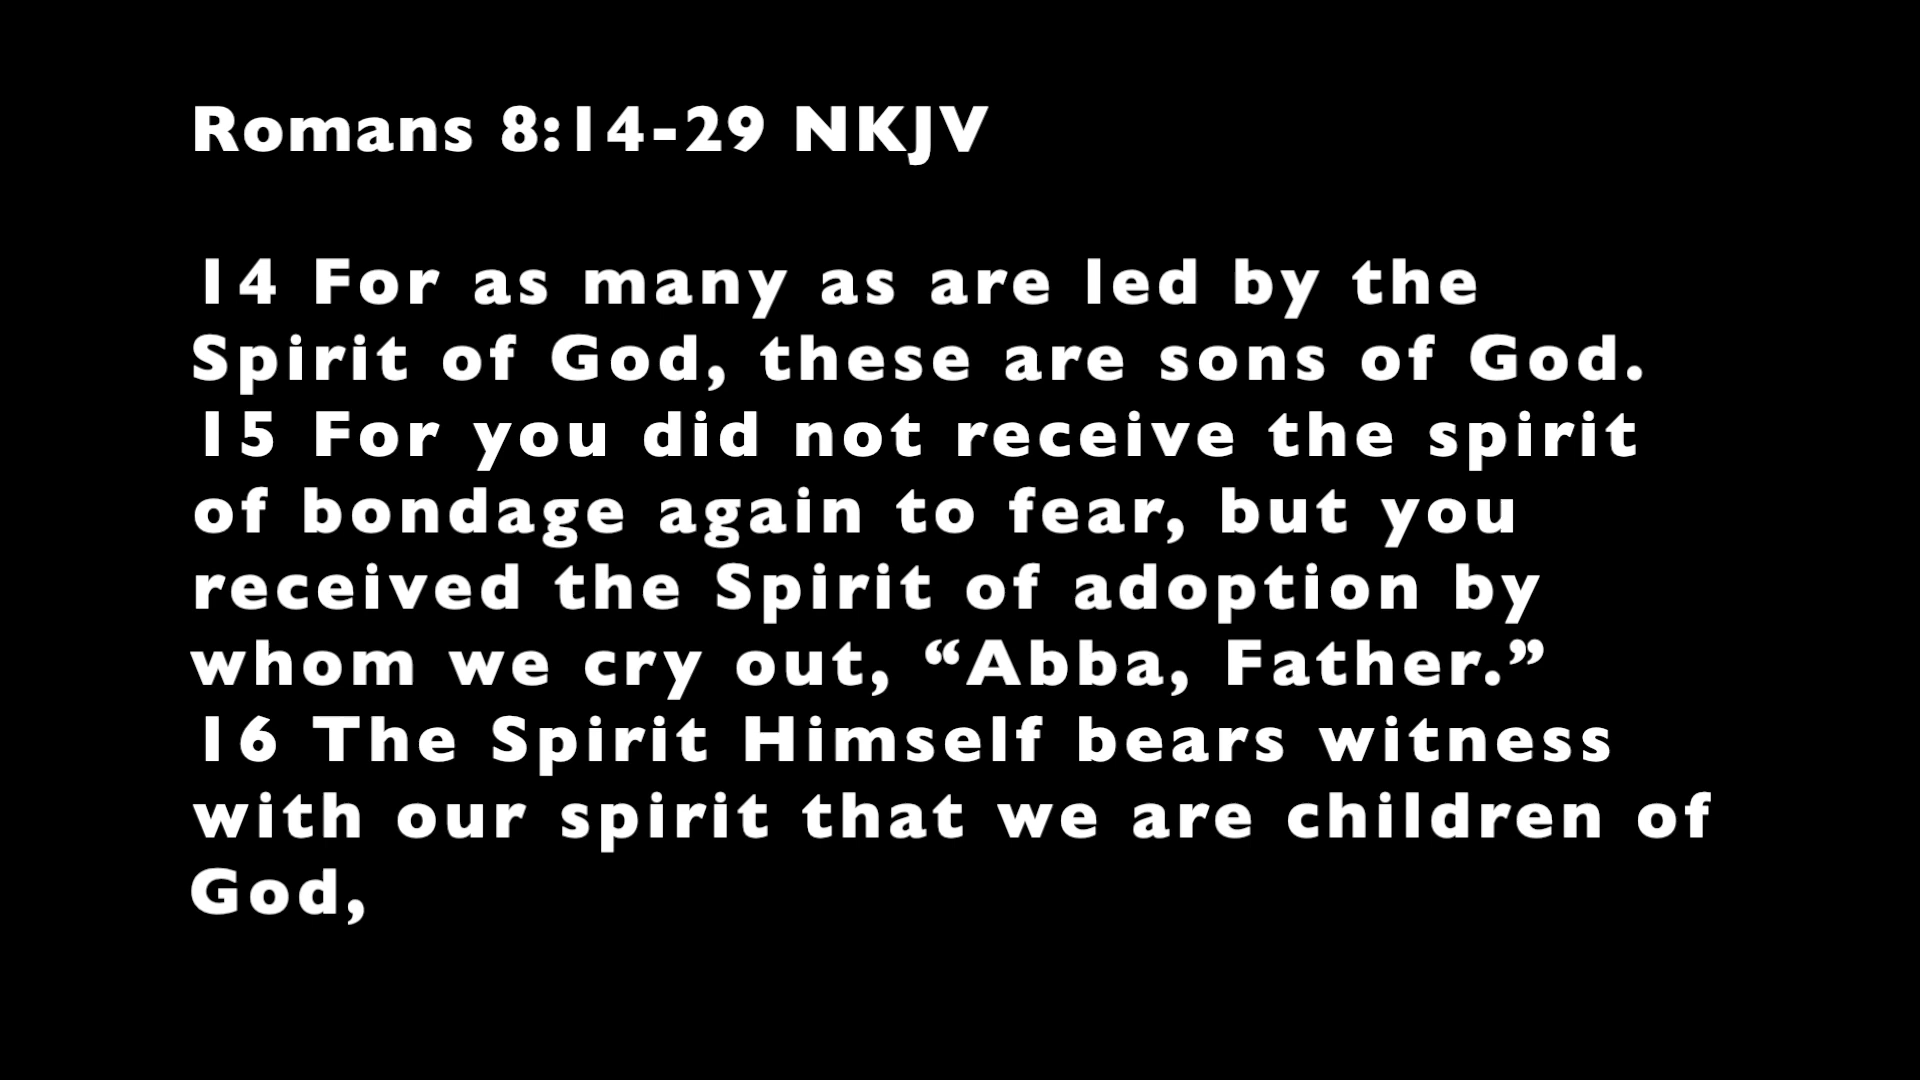 Romans 8:14-29 NKJV
14 For as many as are led by the
Spirit of God, these are sons of God.
15 For you did not receive the spirit
of bondage again to fear, but you
received the Spirit of adoption by
whom we cry out, “Abba, Father.”
16 The Spirit Himself bears witness
with our spirit that we are children of
God,